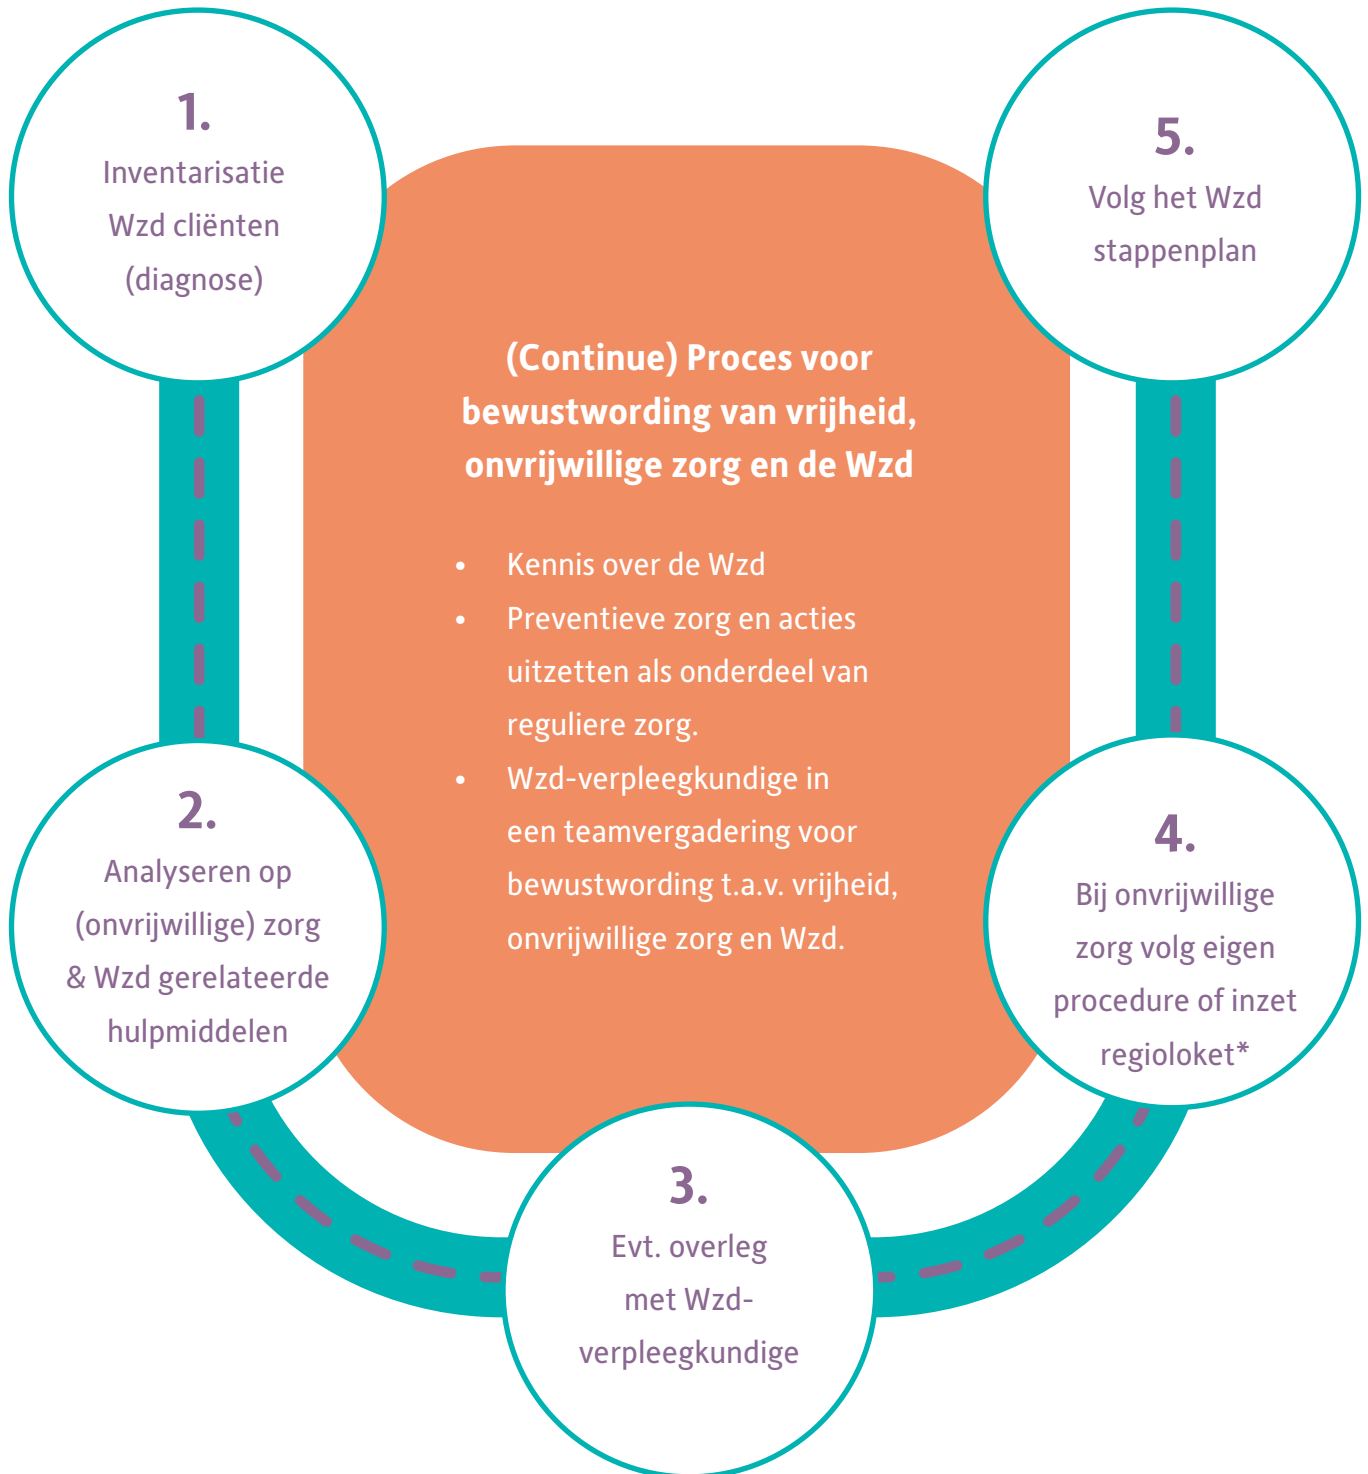 1.
Inventarisatie
Wzd cliënten
(diagnose)
2.
Analyseren op
(onvrijwillige) zorg
& Wzd gerelateerde
hulpmiddelen
3.
Evt. overleg
met Wzd-
verpleegkundige
4.
Bij onvrijwillige
zorg volg eigen
procedure of inzet
regioloket*
5.
Volg het Wzd
stappenplan
(Continue) Proces voor
bewustwording van vrijheid,
onvrijwillige zorg en de Wzd
• Kennis over de Wzd
• Preventieve zorg en acties
uitzetten als onderdeel van
reguliere zorg.
• Wzd-verpleegkundige in
een teamvergadering voor
bewustwording t.a.v. vrijheid,
onvrijwillige zorg en Wzd.